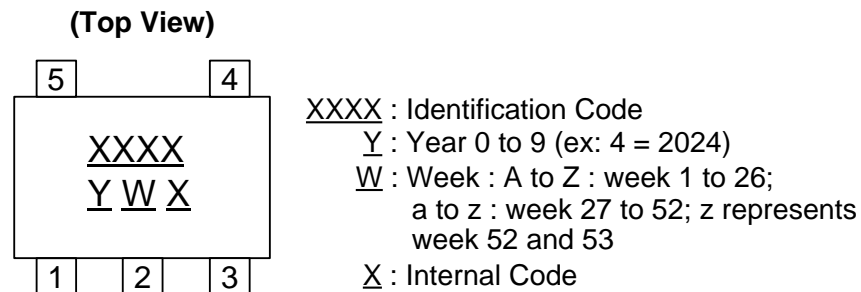 (Top View)
5 4
XXXX
Y W X
1 2 3
XXXX : Identification Code
Y : Year 0 to 9 (ex: 4 = 2024)
W : Week : A to Z : week 1 to 26;
a to z : week 27 to 52; z represents
week 52 and 53
X : Internal Code